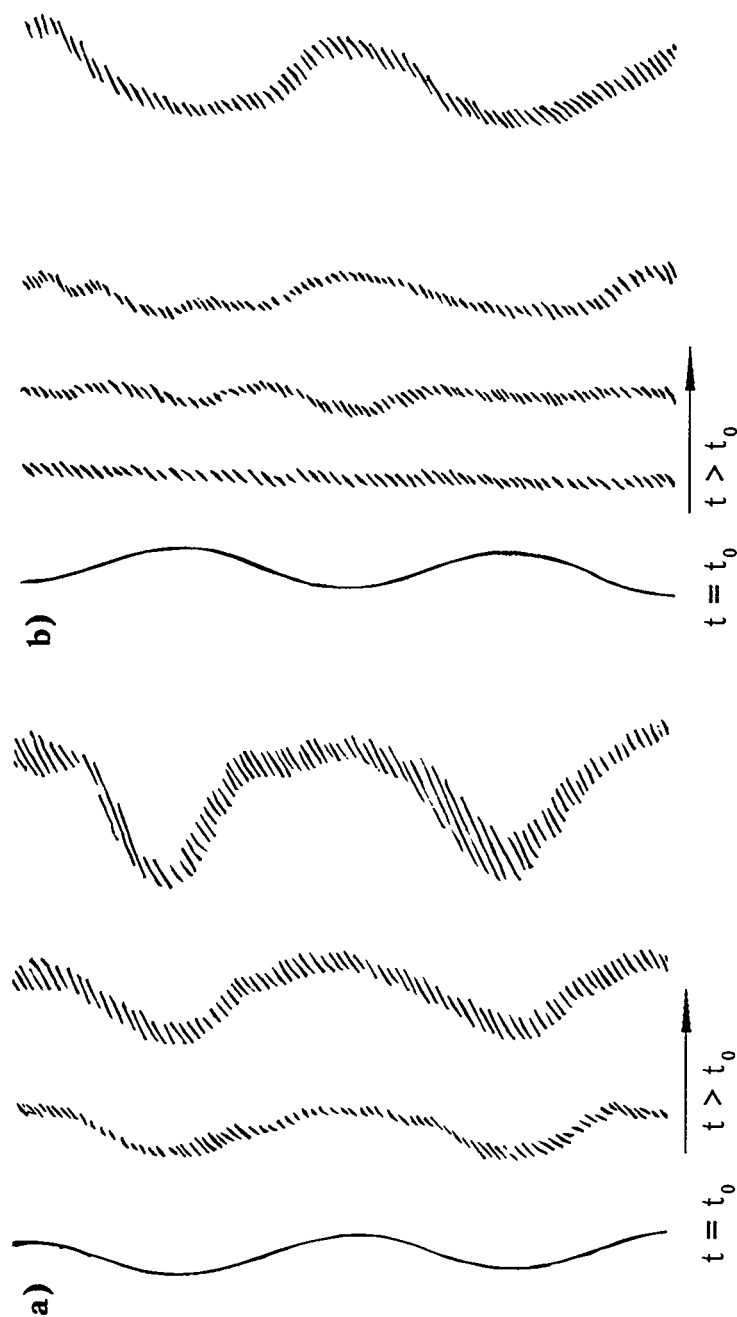 a)
t = t₀
t > t₀
b)
t = t₀
t > t₀